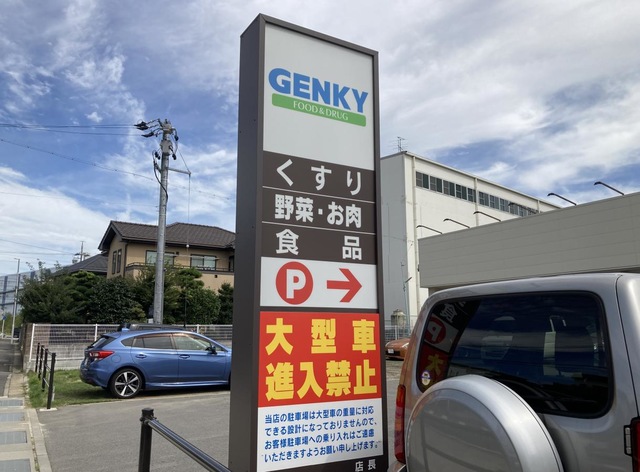 GENKY
FOOD & DRUG
くすり
野菜・お肉
食品
P
大型車
進入禁止
当店の駐車場は大型車の重量に対応
できる設計になっておりませんので、
お客様駐車場への乗り入れはご遠慮
いただきますようお願い申し上げます。
店長